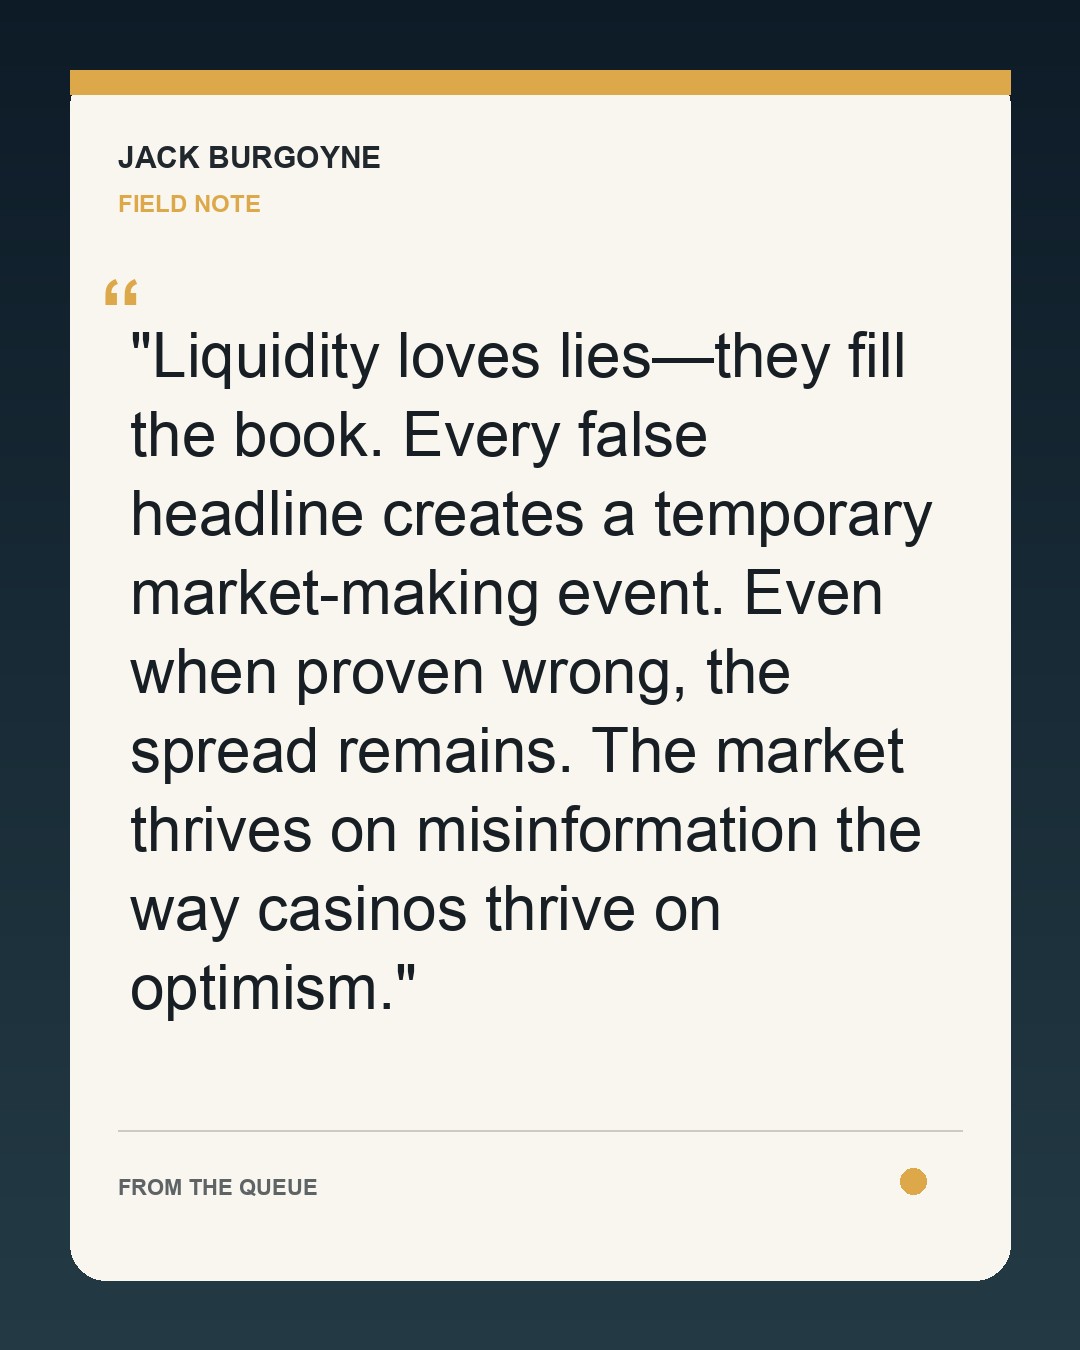 JACK BURGOYNE
FIELD NOTE
“
"Liquidity loves lies—they fill
the book. Every false
headline creates a temporary
market-making event. Even
when proven wrong, the
spread remains. The market
thrives on misinformation the
way casinos thrive on
optimism."
FROM THE QUEUE